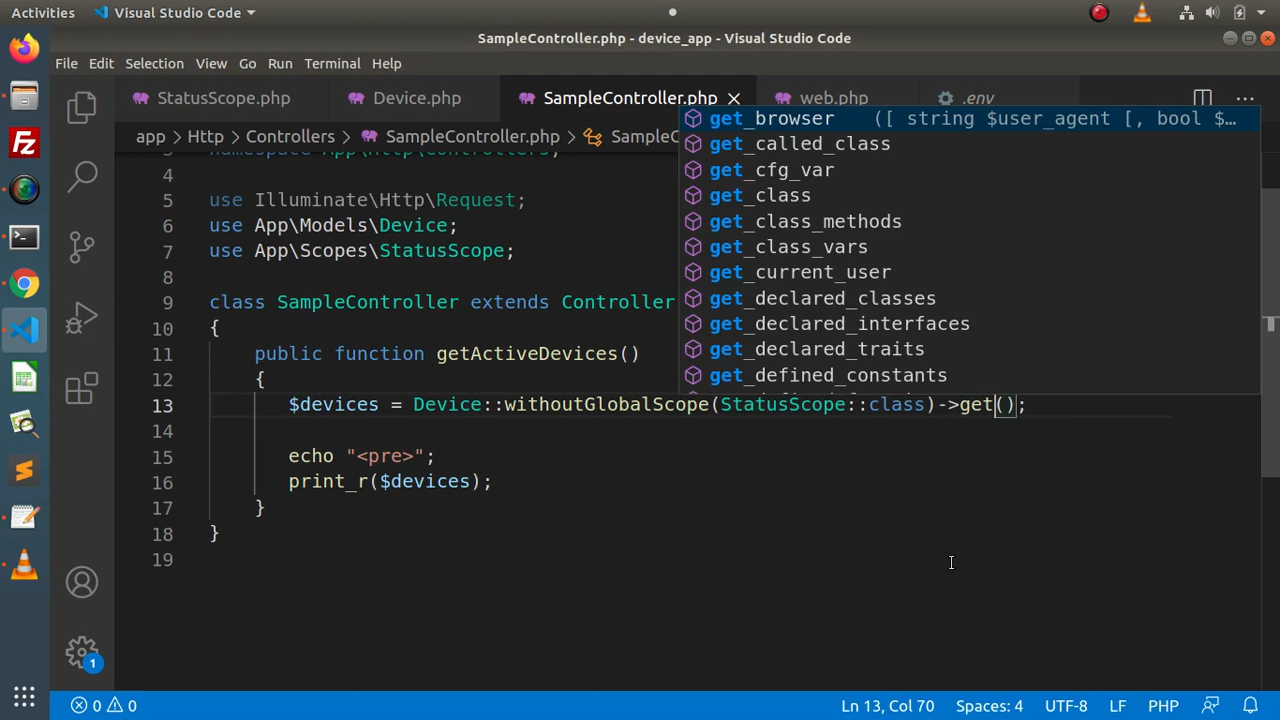 Activities
Visual Studio Code
SampleController.php - device_app - Visual Studio Code
File Edit Selection View Go Run Terminal Help
StatusScope.php Device.php SampleController.php web.php .env
app Http Controllers SampleController.php
4
5 use Illuminate\Http\Request;
6 use App\Models\Device;
7 use App\Scopes\StatusScope;
8
9 class SampleController extends Controller
10 {
11 public function getActiveDevices()
12 {
13 $devices = Device::withoutGlobalScope(StatusScope::class)->get();
14
15 echo "<pre>";
16 print_r($devices);
17 }
18 }
19
get_browser ([ string $user_agent [, bool $…
get_called_class
get_cfg_var
get_class
get_class_methods
get_class_vars
get_current_user
get_declared_classes
get_declared_interfaces
get_declared_traits
get_defined_constants
1
0 0 Ln 13, Col 70 Spaces: 4 UTF-8 LF PHP